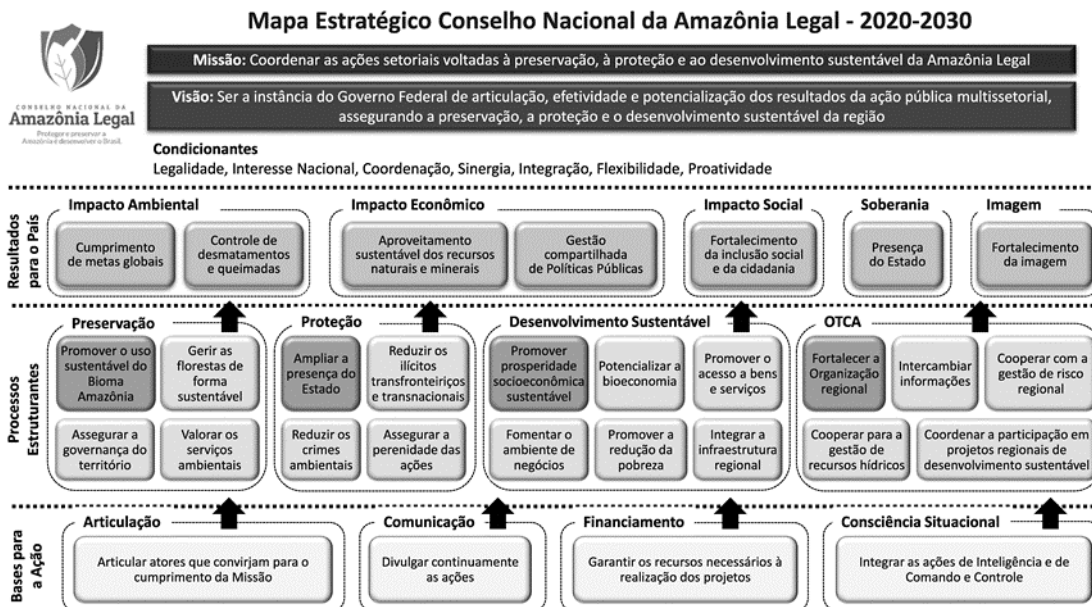 Mapa Estratégico Conselho Nacional da Amazônia Legal - 2020-2030
CONSELHO NACIONAL DA
Amazônia Legal
Proteger e preservar a
Amazônia é desenvolver o Brasil.
Missão: Coordenar as ações setoriais voltadas à preservação, à proteção e ao desenvolvimento sustentável da Amazônia Legal
Visão: Ser a instância do Governo Federal de articulação, efetividade e potencialização dos resultados da ação pública multissetorial,
assegurando a preservação, a proteção e o desenvolvimento sustentável da região
Condicionantes
Legalidade, Interesse Nacional, Coordenação, Sinergia, Integração, Flexibilidade, Proatividade
Resultados
para o País
Impacto Ambiental
Cumprimento
de metas globais
Controle de
desmatamentos
e queimadas
Impacto Econômico
Aproveitamento
sustentável dos recursos
naturais e minerais
Gestão
compartilhada
de Políticas Públicas
Impacto Social
Fortalecimento
da inclusão social
e da cidadania
Soberania
Presença
do Estado
Imagem
Fortalecimento
da imagem
Processos
Estruturantes
Preservação
Promover o uso
sustentável do
Bioma
Amazônia
Gerir as
florestas de
forma
sustentável
Assegurar a
governança do
território
Valorar os
serviços
ambientais
Proteção
Ampliar a
presença do
Estado
Reduzir os
ilícitos
transfronteiriços
e transnacionais
Reduzir os
crimes
ambientais
Assegurar a
perenidade das
ações
Desenvolvimento Sustentável
Promover
prosperidade
socioeconômica
sustentável
Potencializar a
bioeconomia
Promover o
acesso a bens
e serviços
Fomentar o
ambiente de
negócios
Promover a
redução da
pobreza
Integrar a
infraestrutura
regional
OTCA
Fortalecer a
Organização
regional
Intercambiar
informações
Cooperar com a
gestão de risco
regional
Cooperar para a
gestão de
recursos hídricos
Coordenar a participação em
projetos regionais de
desenvolvimento sustentável
Bases para
a Ação
Articulação
Articular atores que convirjam para o
cumprimento da Missão
Comunicação
Divulgar continuamente
as ações
Financiamento
Garantir os recursos necessários à
realização dos projetos
Consciência Situacional
Integrar as ações de Inteligência e de
Comando e Controle